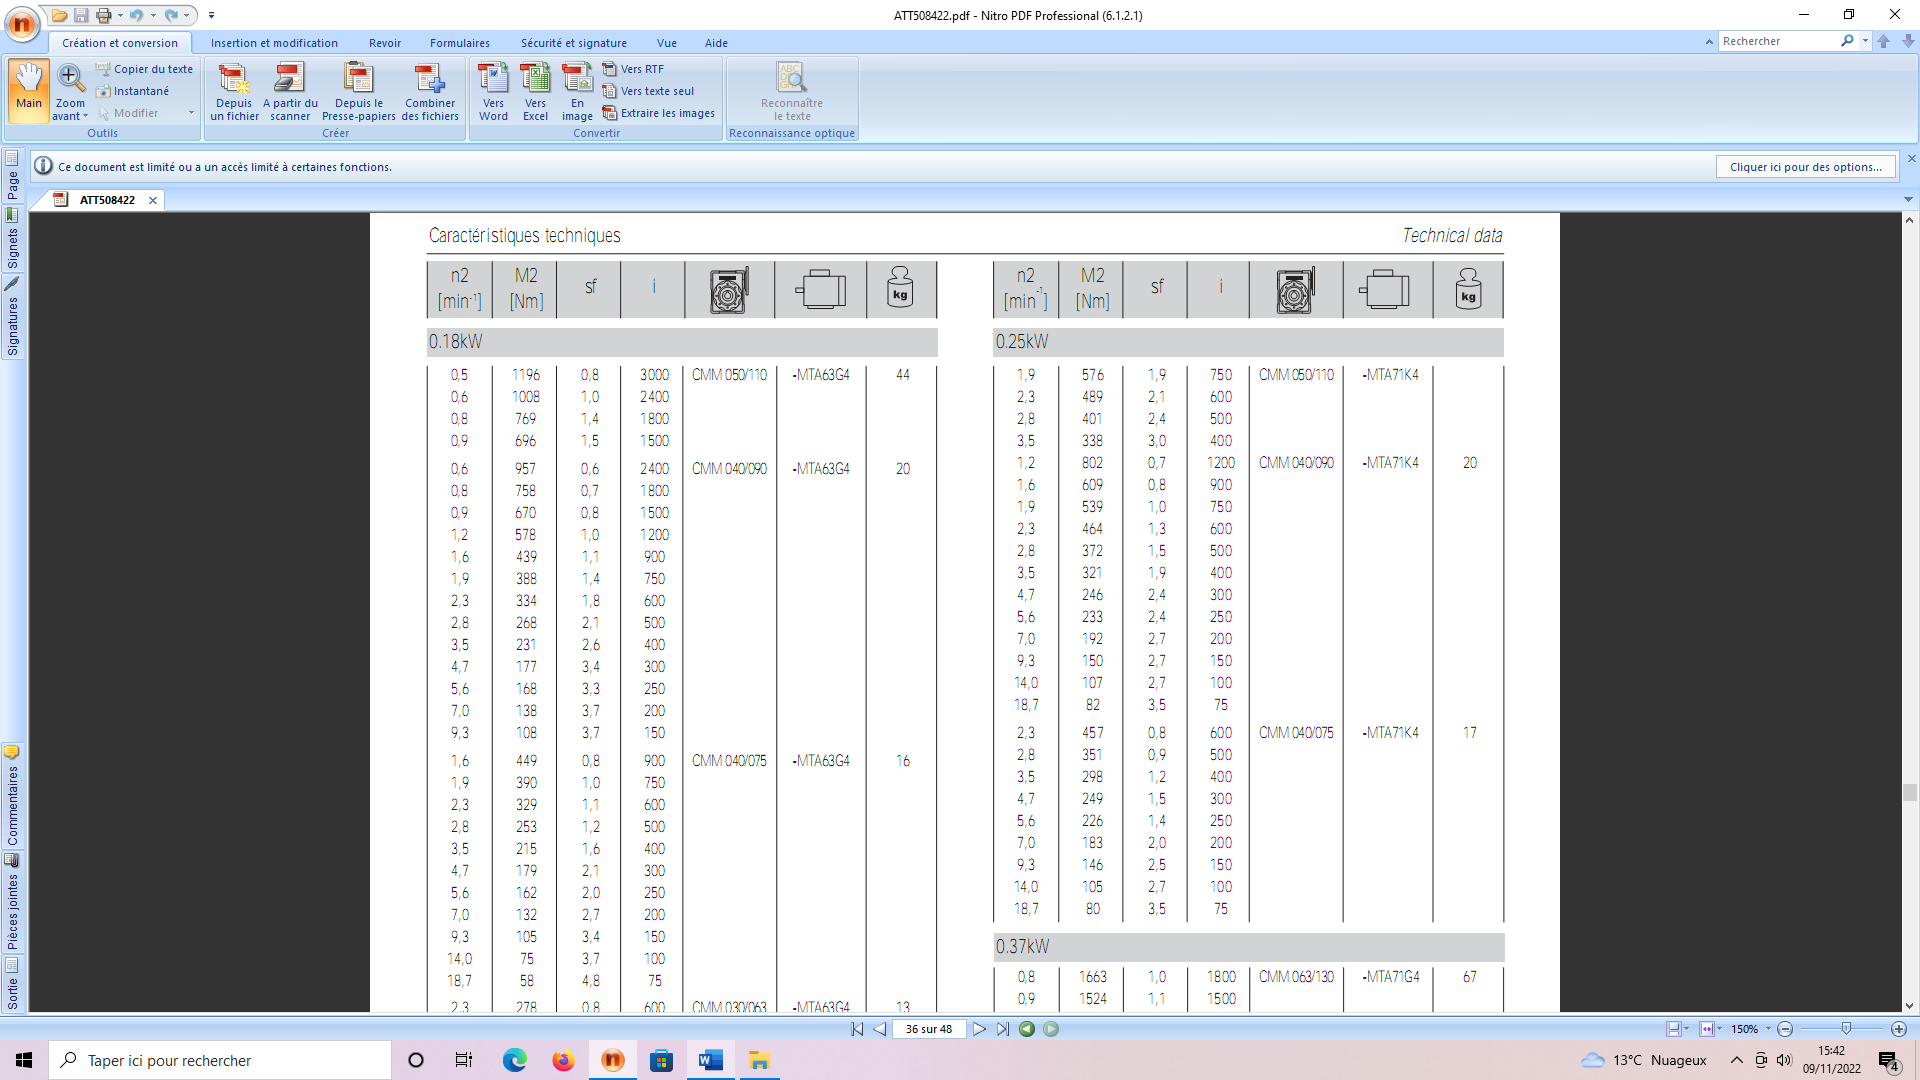 ATT508422.pdf - Nitro PDF Professional (6.1.2.1)
Création et conversion
Insertion et modification
Revoir
Formulaires
Sécurité et signature
Vue
Aide
Rechercher
Main
Zoom avant
Copier du texte
Instantané
Modifier
Outils
Depuis un fichier
A partir du scanner
Depuis le Presse-papiers
Combiner des fichiers
Créer
Vers Word
Vers Excel
En image
Vers RTF
Vers texte seul
Extraire les images
Convertir
Reconnaître le texte
Reconnaissance optique
Ce document est limité ou a un accès limité à certaines fonctions.
Cliquer ici pour des options...
ATT508422
Page
Signets
Signatures
Commentaires
Pièces jointes
Sortie
Caractéristiques techniques
Technical data
n2 [min-1] M2 [Nm] sf i kg
0.18kW
0,5 1196 0,8 3000 CMM 050/110 -MTA63G4 44
0,6 1008 1,0 2400
0,8 769 1,4 1800
0,9 696 1,5 1500
0,6 957 0,6 2400 CMM 040/090 -MTA63G4 20
0,8 758 0,7 1800
0,9 670 0,8 1500
1,2 578 1,0 1200
1,6 439 1,1 900
1,9 388 1,4 750
2,3 334 1,8 600
2,8 268 2,1 500
3,5 231 2,6 400
4,7 177 3,4 300
5,6 168 3,3 250
7,0 138 3,7 200
9,3 108 3,7 150
1,6 449 0,8 900 CMM 040/075 -MTA63G4 16
1,9 390 1,0 750
2,3 329 1,1 600
2,8 253 1,2 500
3,5 215 1,6 400
4,7 179 2,1 300
5,6 162 2,0 250
7,0 132 2,7 200
9,3 105 3,4 150
14,0 75 3,7 100
18,7 58 4,8 75
2,3 278 0,8 600 CMM 030/063 -MTA63G4 13
n2 [min-1] M2 [Nm] sf i kg
0.25kW
1,9 576 1,9 750 CMM 050/110 -MTA71K4
2,3 489 2,1 600
2,8 401 2,4 500
3,5 338 3,0 400
1,2 802 0,7 1200 CMM 040/090 -MTA71K4 20
1,6 609 0,8 900
1,9 539 1,0 750
2,3 464 1,3 600
2,8 372 1,5 500
3,5 321 1,9 400
4,7 246 2,4 300
5,6 233 2,4 250
7,0 192 2,7 200
9,3 150 2,7 150
14,0 107 2,7 100
18,7 82 3,5 75
2,3 457 0,8 600 CMM 040/075 -MTA71K4 17
2,8 351 0,9 500
3,5 298 1,2 400
4,7 249 1,5 300
5,6 226 1,4 250
7,0 183 2,0 200
9,3 146 2,5 150
14,0 105 2,7 100
18,7 80 3,5 75
0.37kW
0,8 1663 1,0 1800 CMM 063/130 -MTA71G4 67
0,9 1524 1,1 1500
36 sur 48
150%
Taper ici pour rechercher
13°C Nuageux
15:42
09/11/2022
4